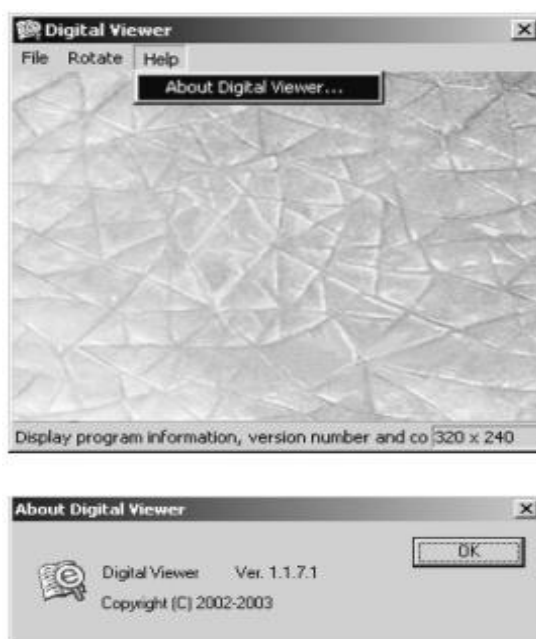 Digital Viewer
File Rotate Help
About Digital Viewer...
Display program information, version number and co 320 x 240
About Digital Viewer
OK
Digital Viewer Ver. 1.1.7.1
Copyright (C) 2002-2003